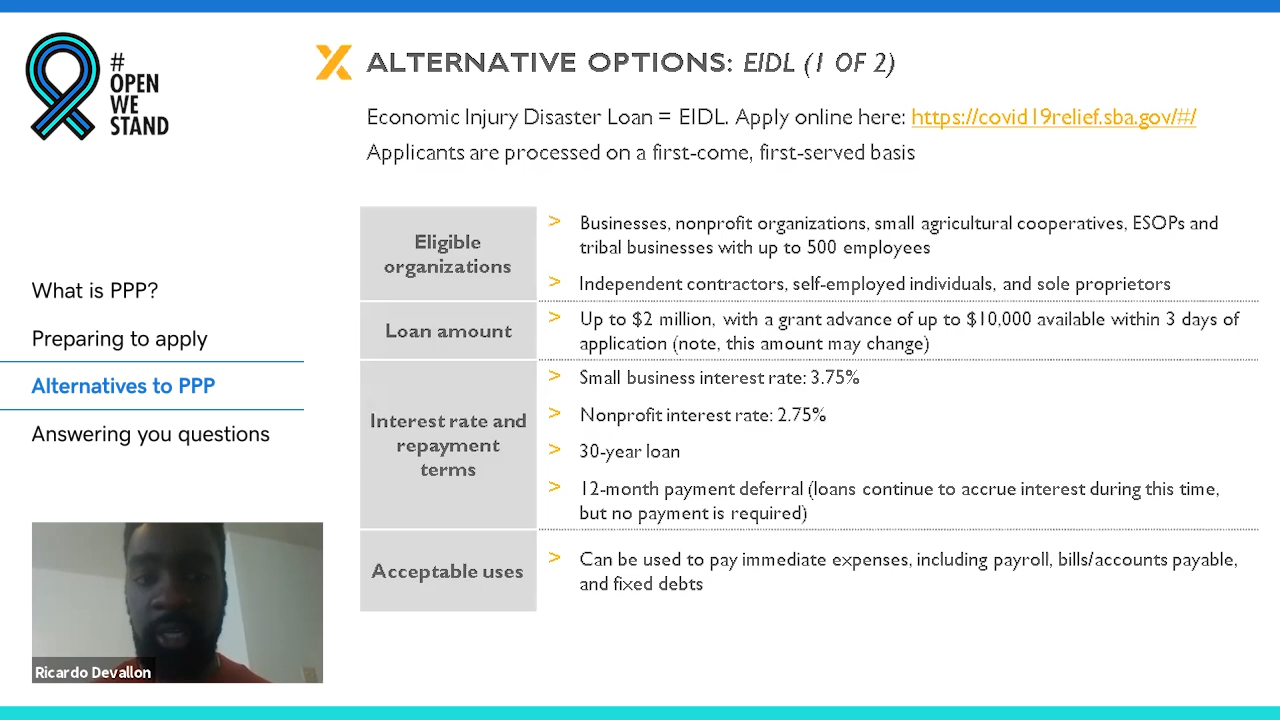 #
OPEN
WE
STAND
ALTERNATIVE OPTIONS: EIDL (1 OF 2)
Economic Injury Disaster Loan = EIDL. Apply online here: https://covid19relief.sba.gov/#/
Applicants are processed on a first-come, first-served basis
Eligible
organizations
> Businesses, nonprofit organizations, small agricultural cooperatives, ESOPs and
tribal businesses with up to 500 employees
> Independent contractors, self-employed individuals, and sole proprietors
Loan amount
> Up to $2 million, with a grant advance of up to $10,000 available within 3 days of
application (note, this amount may change)
Interest rate and
repayment
terms
> Small business interest rate: 3.75%
> Nonprofit interest rate: 2.75%
> 30-year loan
> 12-month payment deferral (loans continue to accrue interest during this time,
but no payment is required)
Acceptable uses
> Can be used to pay immediate expenses, including payroll, bills/accounts payable,
and fixed debts
What is PPP?
Preparing to apply
Alternatives to PPP
Answering you questions
Ricardo Devallon